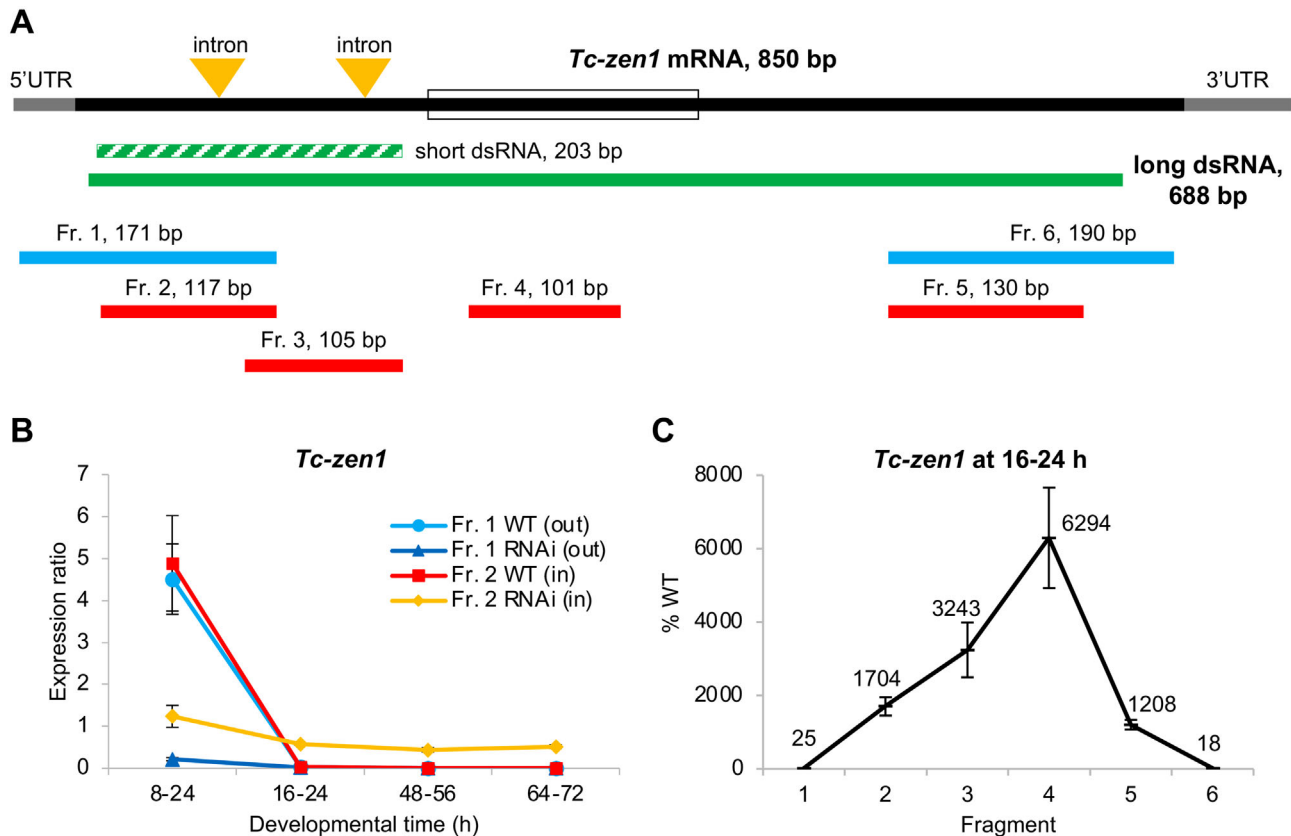 A
intron
intron
Tc-zen1 mRNA, 850 bp
5’UTR
3’UTR
short dsRNA, 203 bp
long dsRNA,
688 bp
Fr. 1, 171 bp
Fr. 6, 190 bp
Fr. 2, 117 bp
Fr. 4, 101 bp
Fr. 5, 130 bp
Fr. 3, 105 bp
B
Tc-zen1
7
6
5
4
3
2
1
0
Expression ratio
Fr. 1 WT (out)
Fr. 1 RNAi (out)
Fr. 2 WT (in)
Fr. 2 RNAi (in)
8-24
16-24
48-56
64-72
Developmental time (h)
C
Tc-zen1 at 16-24 h
8000
6000
4000
2000
0
% WT
25
1704
3243
6294
1208
18
1
2
3
4
5
6
Fragment